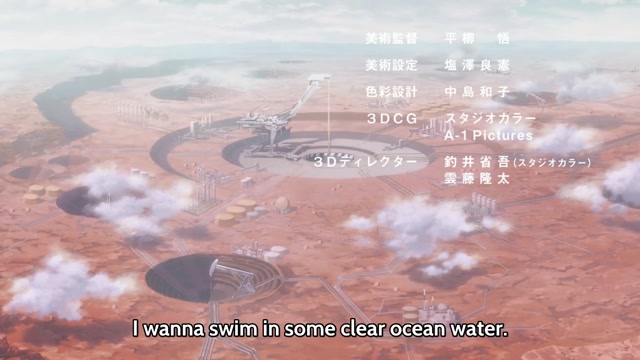 美術監督 平柳 悟
美術設定 塩澤良憲
色彩設計 中島和子
3DCG スタジオカラー
A-1 Pictures
3Dディレクター 釣井省吾(スタジオカラー)
雲藤隆太
I wanna swim in some clear ocean water.